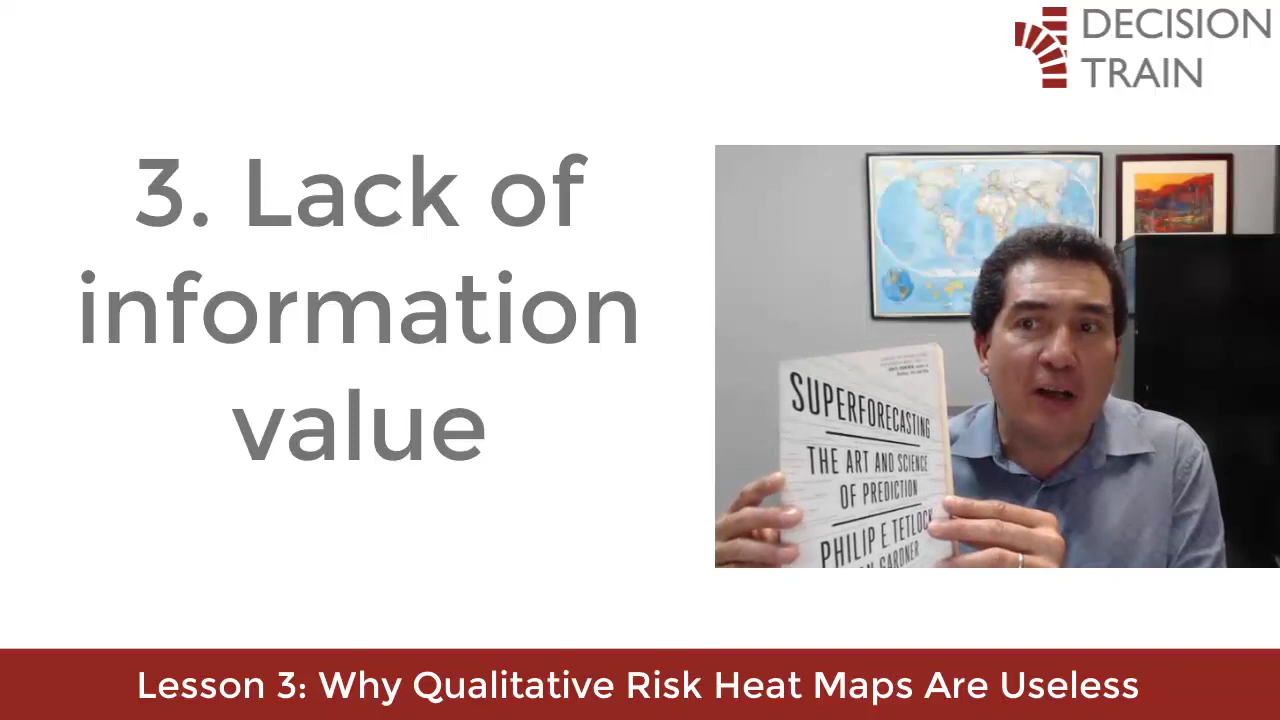 DECISION
TRAIN
3. Lack of
information
value
SUPERFORECASTING
THE ART AND SCIENCE
OF PREDICTION
PHILIP E TETLOCK
GARDNER
Lesson 3: Why Qualitative Risk Heat Maps Are Useless